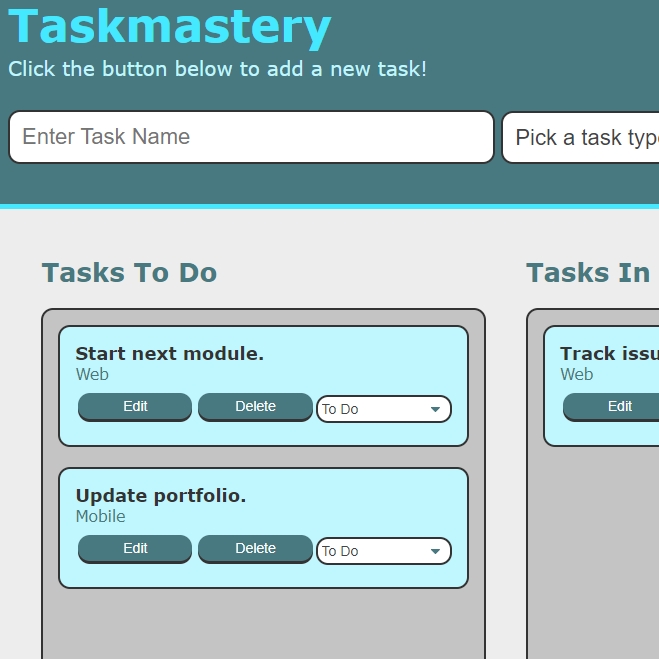 Taskmastery
Click the button below to add a new task!
Enter Task Name
Pick a task type
Tasks To Do
Start next module.
Web
Edit Delete To Do
Update portfolio.
Mobile
Edit Delete To Do
Tasks In
Track issu
Web
Edit